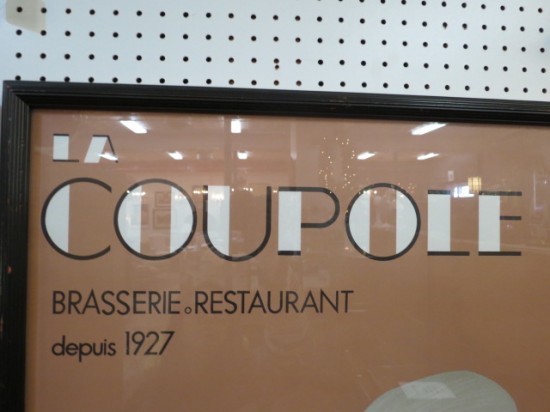 LA
COUPOLE
BRASSERIE.RESTAURANT
depuis 1927